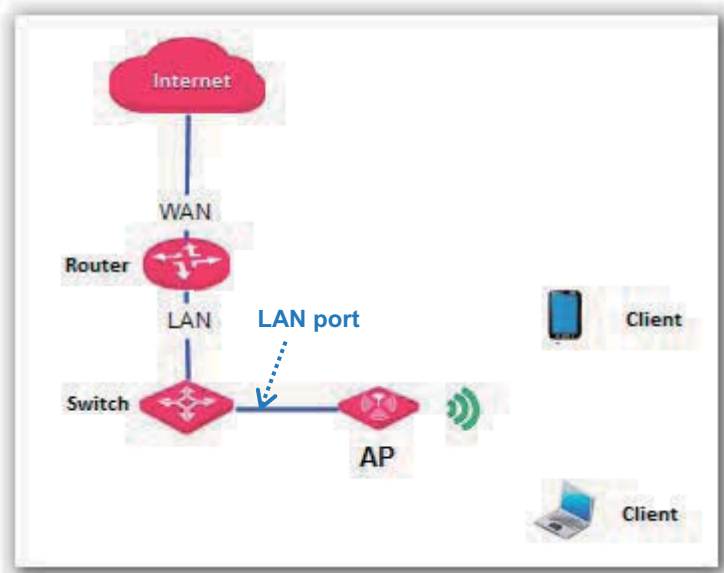 Internet
WAN
Router
LAN
LAN port
Client
Switch
AP
Client